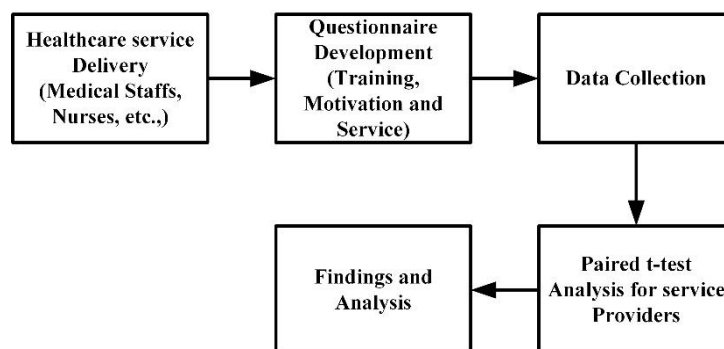 Healthcare service
Delivery
(Medical Staffs,
Nurses, etc.,)
Questionnaire
Development
(Training,
Motivation and
Service)
Data Collection
Paired t-test
Analysis for service
Providers
Findings and
Analysis